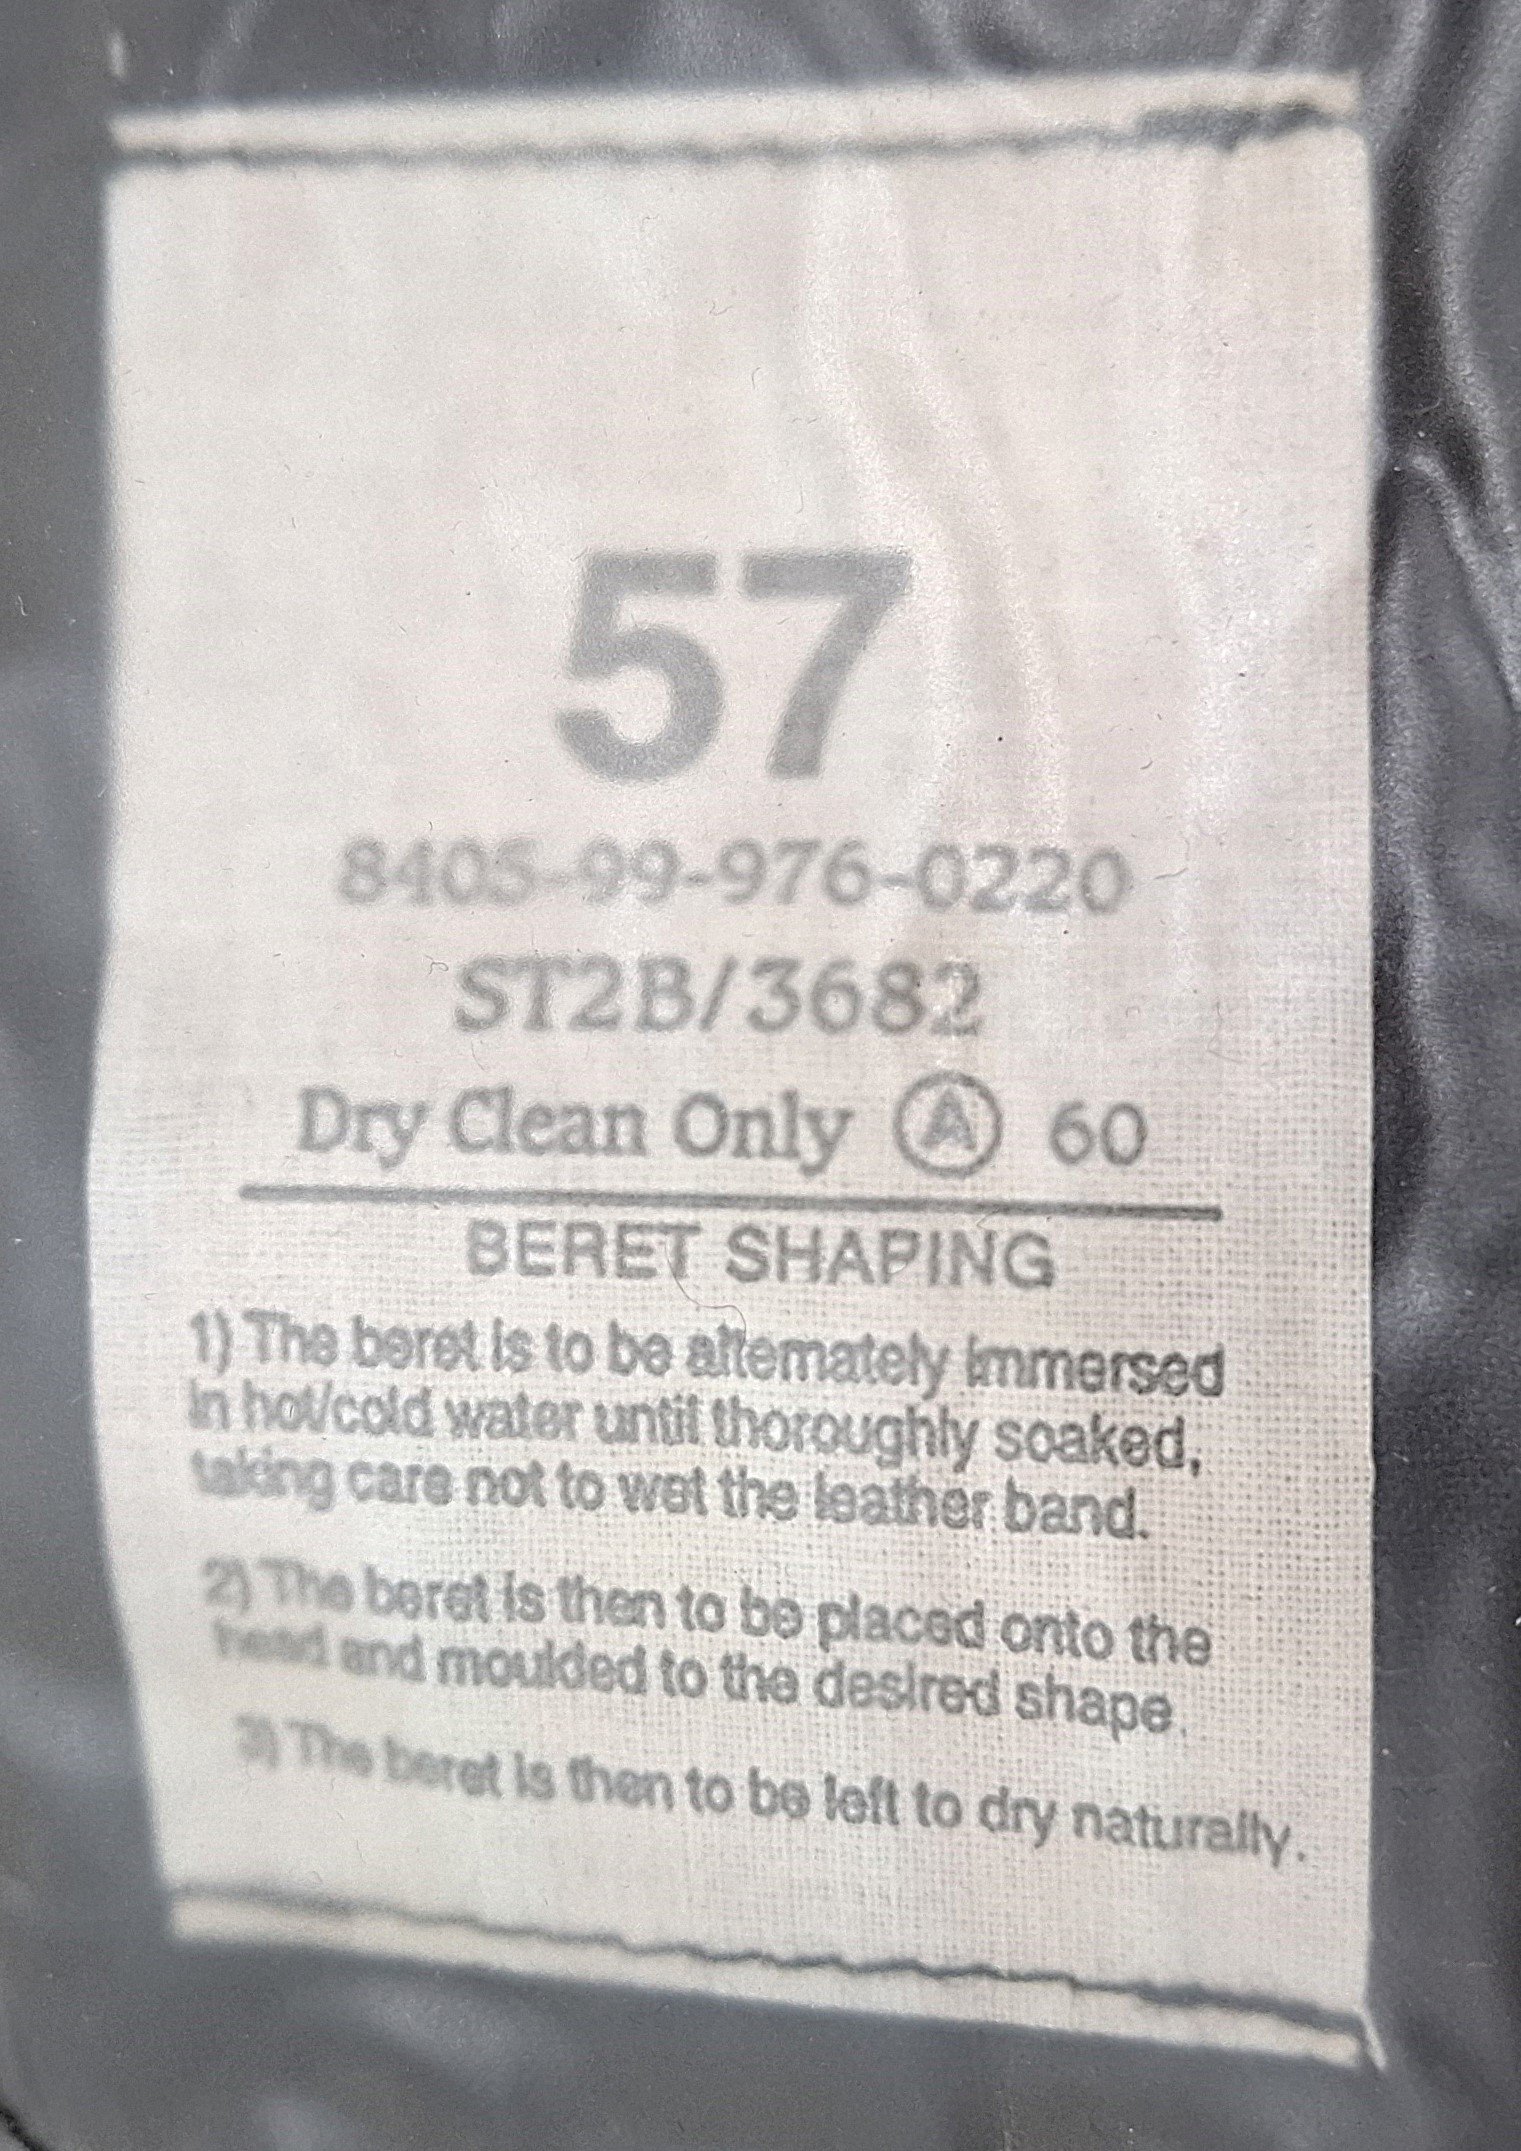 57
8405-99-976-0220
ST2B/3682
Dry Clean Only Ⓐ 60
BERET SHAPING
1) The beret is to be alternately immersed
in hot/cold water until thoroughly soaked,
taking care not to wet the leather band.
2) The beret is then to be placed onto the
head and moulded to the desired shape.
3) The beret is then to be left to dry naturally.